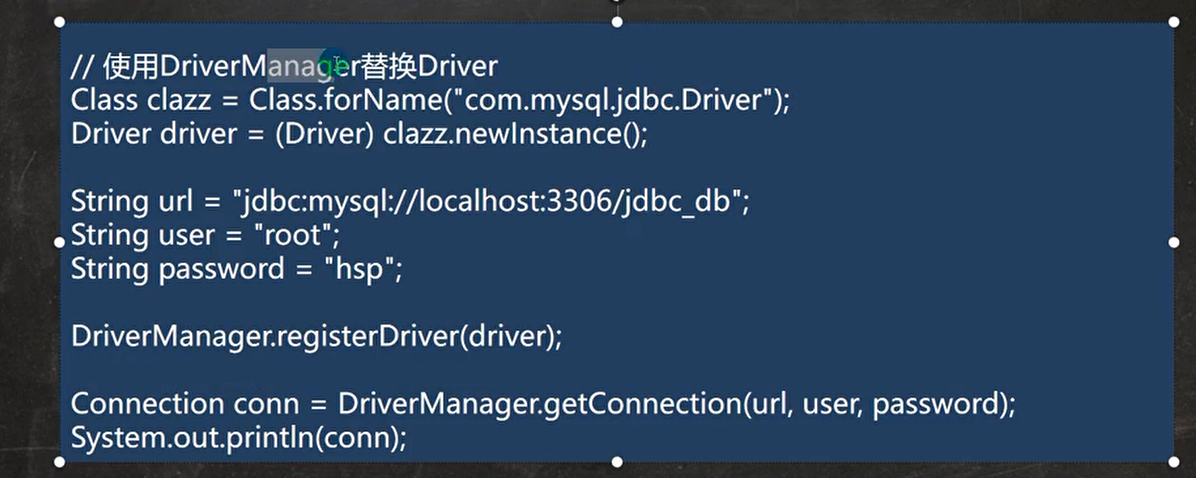 // 使用DriverManager替换Driver
Class clazz = Class.forName("com.mysql.jdbc.Driver");
Driver driver = (Driver) clazz.newInstance();
String url = "jdbc:mysql://localhost:3306/jdbc_db";
String user = "root";
String password = "hsp";
DriverManager.registerDriver(driver);
Connection conn = DriverManager.getConnection(url, user, password);
System.out.println(conn);